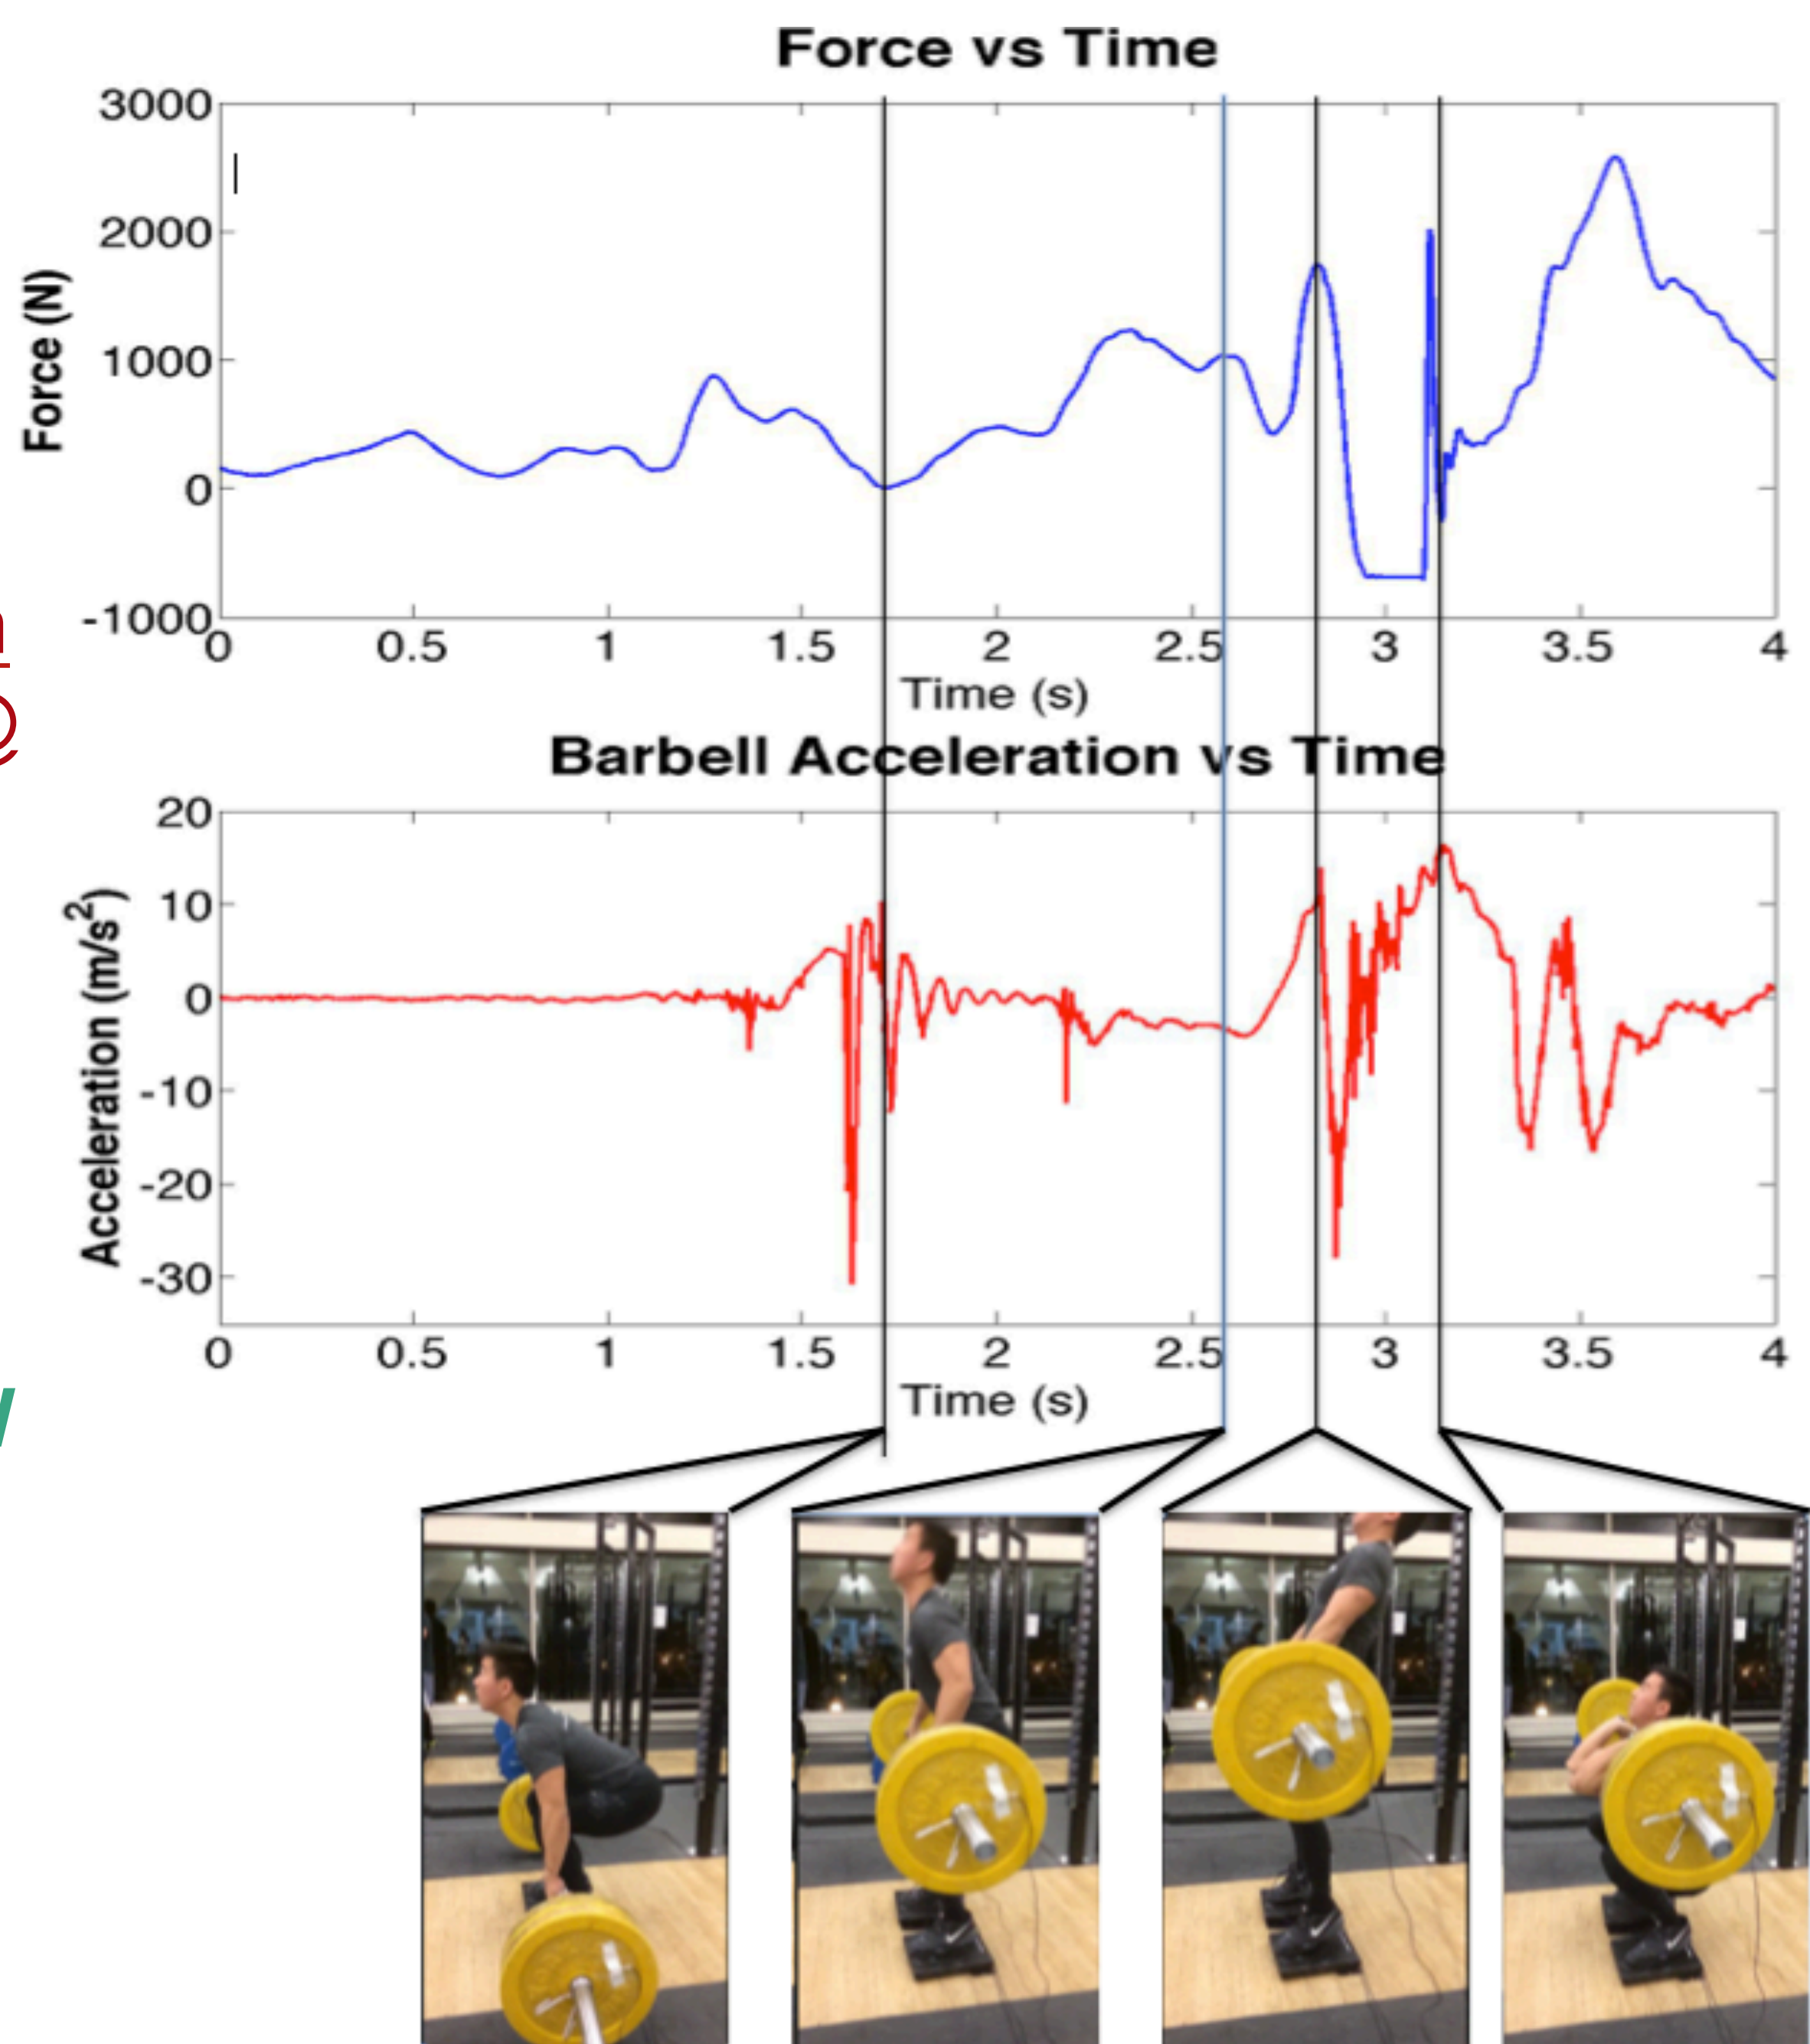 Force vs Time
3000
2000
1000
0
-1000
Force (N)
0 0.5 1 1.5 2 2.5 3 3.5 4
Time (s)
Barbell Acceleration vs Time
20
10
0
-10
-20
-30
Acceleration (m/s²)
0 0.5 1 1.5 2 2.5 3 3.5 4
Time (s)